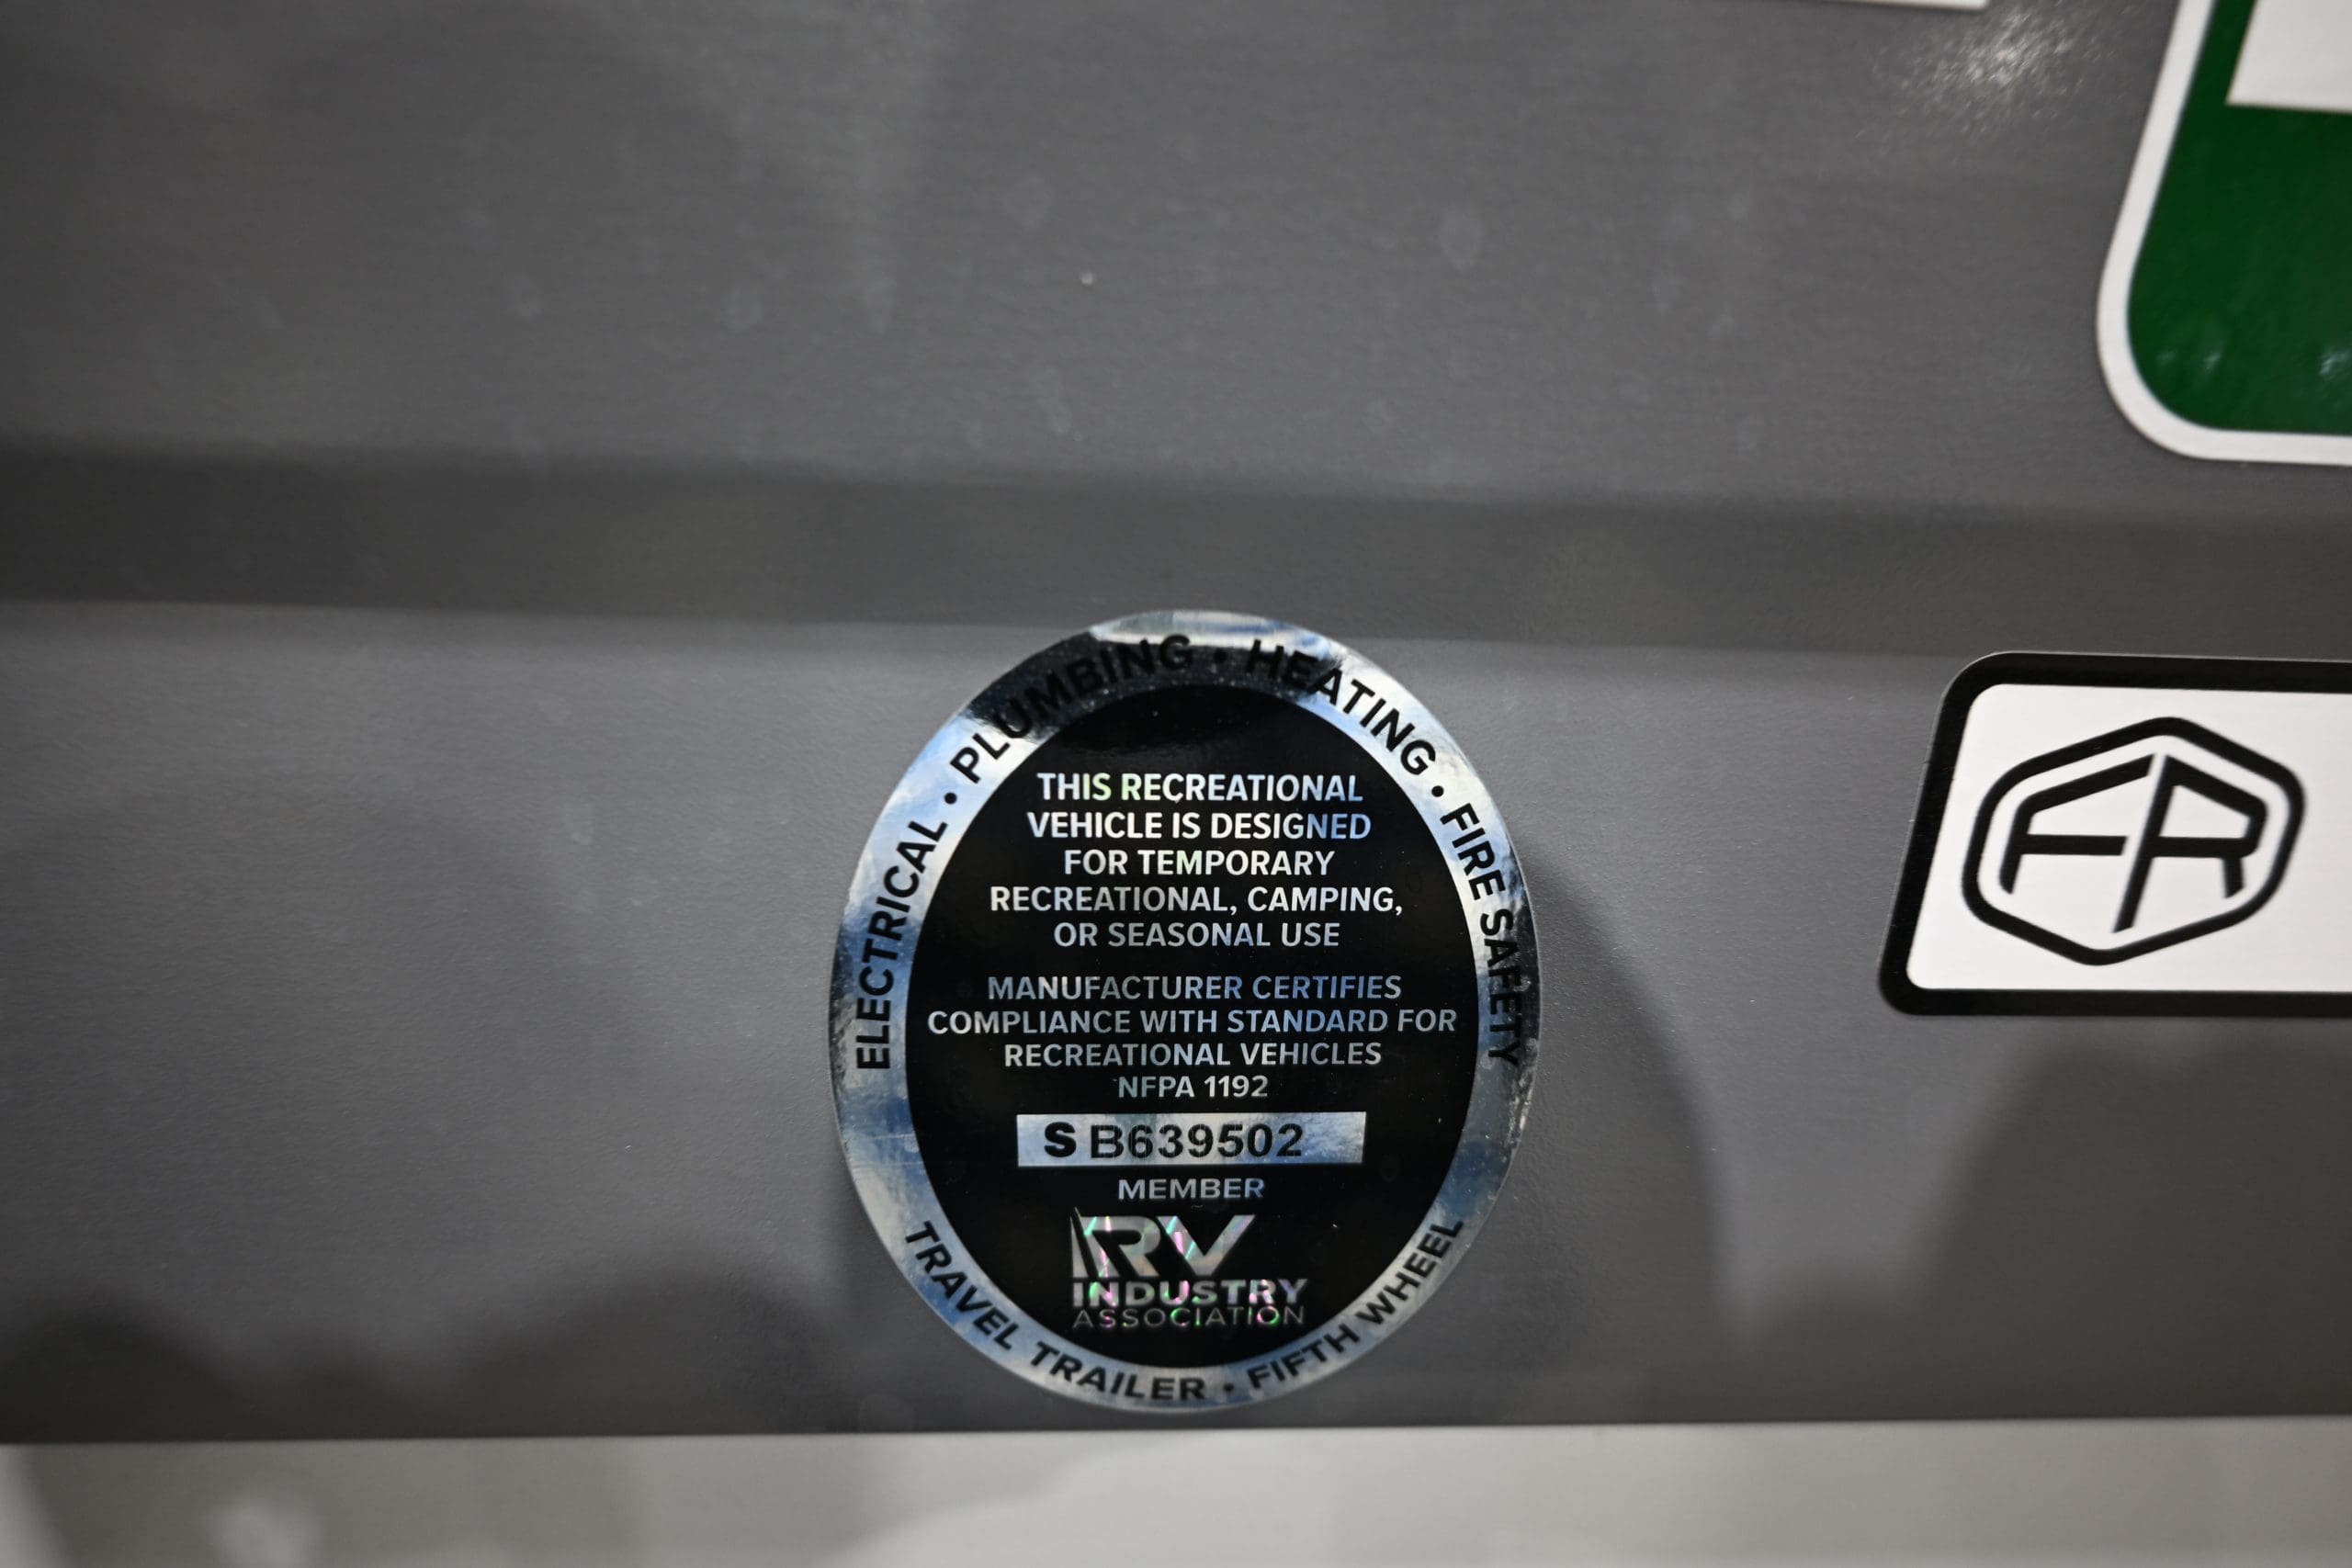 ELECTRICAL • PLUMBING • HEATING • FIRE SAFETY
THIS RECREATIONAL
VEHICLE IS DESIGNED
FOR TEMPORARY
RECREATIONAL, CAMPING,
OR SEASONAL USE
MANUFACTURER CERTIFIES
COMPLIANCE WITH STANDARD FOR
RECREATIONAL VEHICLES
NFPA 1192
S B639502
MEMBER
RV
INDUSTRY
ASSOCIATION
TRAVEL TRAILER • FIFTH WHEEL
FR